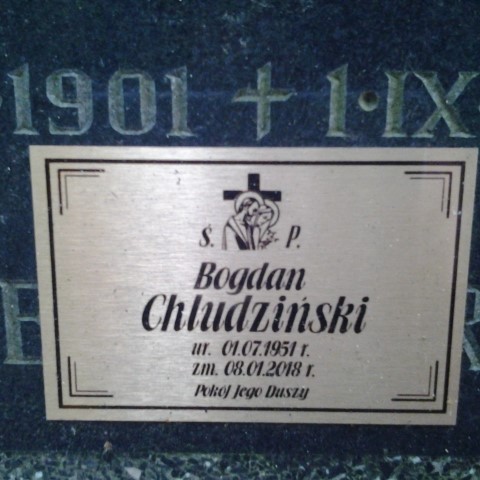 1901 + 1·IX
Ś. P.
Bogdan
Chludziński
ur. 01.07.1951 r.
zm. 08.01.2018 r.
Pokój Jego Duszy